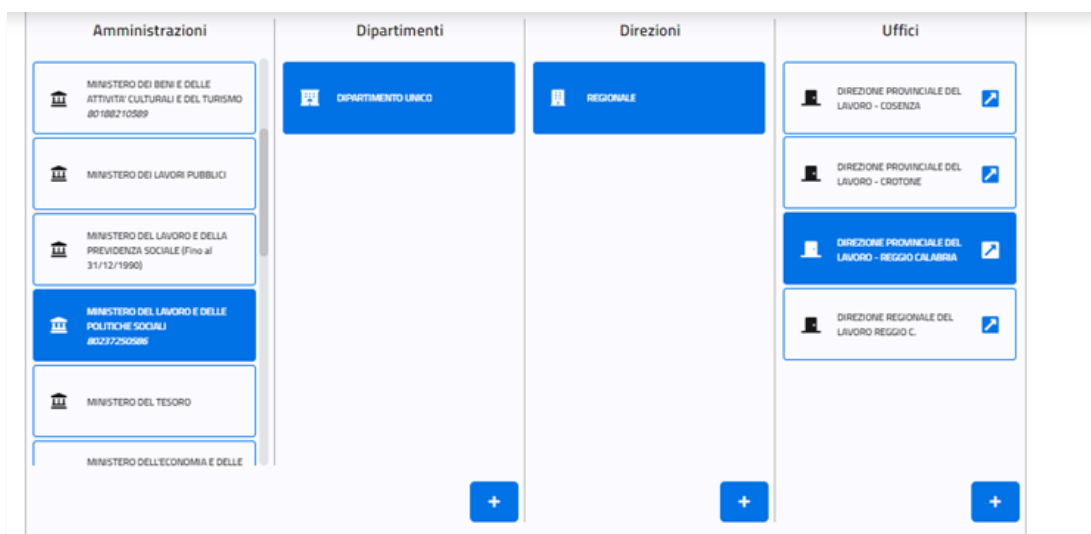 Amministrazioni
MINISTERO DEI BENI E DELLE
ATTIVITA' CULTURALI E DEL TURISMO
80188210589
MINISTERO DEI LAVORI PUBBLICI
MINISTERO DEL LAVORO E DELLA
PREVIDENZA SOCIALE (Fino al
31/12/1990)
MINISTERO DEL LAVORO E DELLE
POLITICHE SOCIALI
80237250586
MINISTERO DEL TESORO
MINISTERO DELL'ECONOMIA E DELLE
Dipartimenti
DIPARTIMENTO UNICO
+
Direzioni
REGIONALE
+
Uffici
DIREZIONE PROVINCIALE DEL
LAVORO - COSENZA
DIREZIONE PROVINCIALE DEL
LAVORO - CROTONE
DIREZIONE PROVINCIALE DEL
LAVORO - REGGIO CALABRIA
DIREZIONE REGIONALE DEL
LAVORO REGGIO C.
+